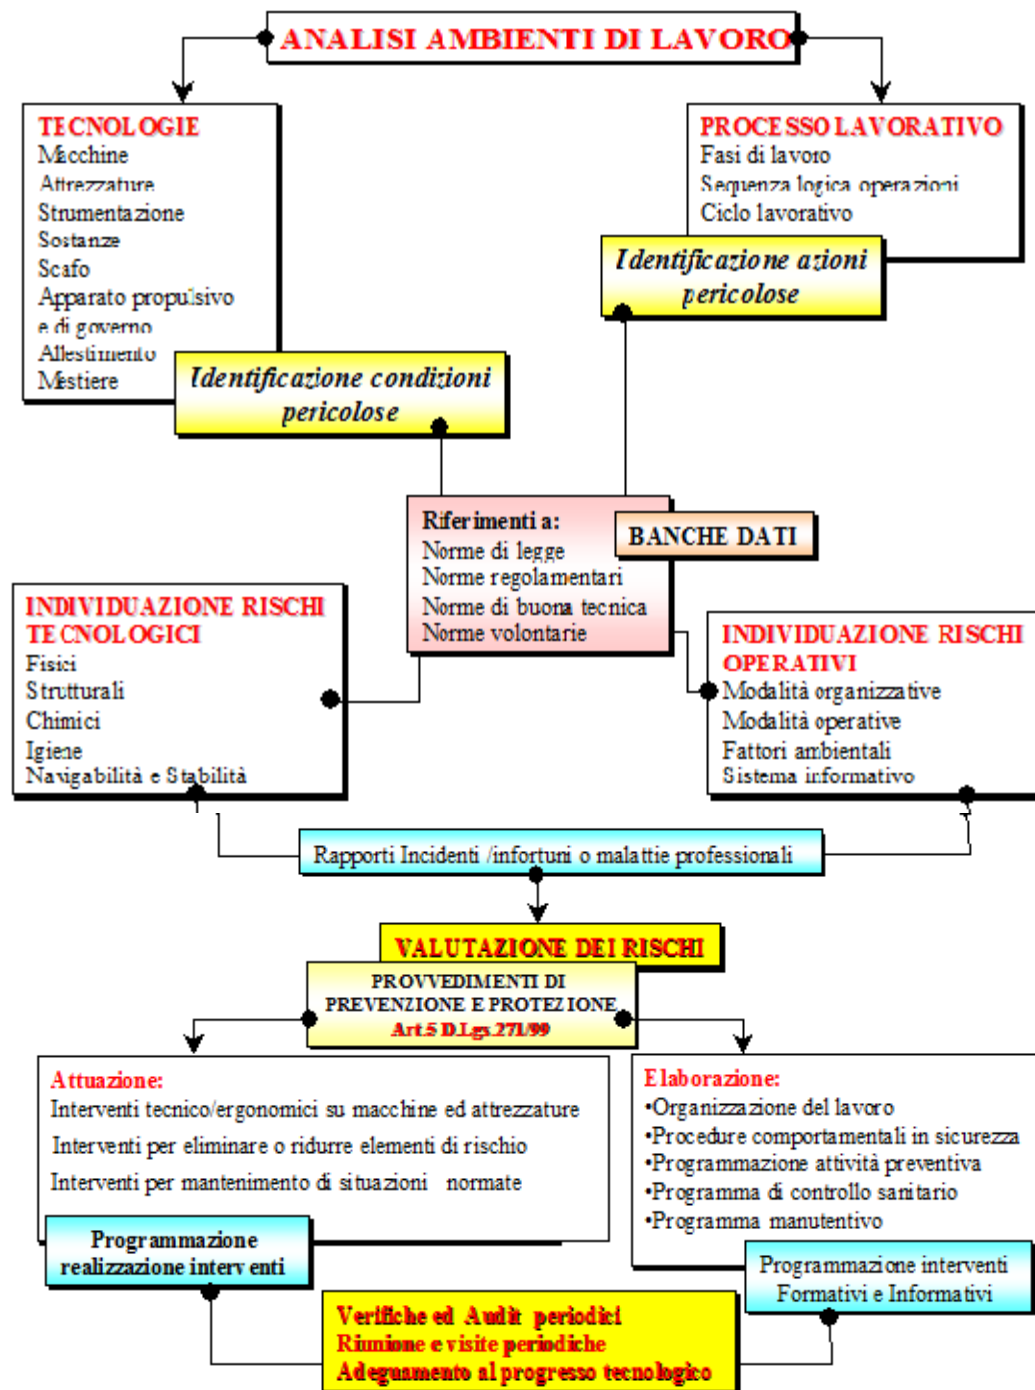 ANALISI AMBIENTI DI LAVORO
TECNOLOGIE
Macchine
Attrezzature
Strumentazione
Sostanze
Scafo
Apparato propulsivo
e di governo
Allestimento
Mestiere
Identificazione condizioni
pericolose
PROCESSO LAVORATIVO
Fasi di lavoro
Sequenza logica operazioni
Ciclo lavorativo
Identificazione azioni
pericolose
Riferimenti a:
Norme di legge
Norme regolamentari
Norme di buona tecnica
Norme volontarie
BANCHE DATI
INDIVIDUAZIONE RISCHI
TECNOLOGICI
Fisici
Strutturali
Chimici
Igiene
Navigabilità e Stabilità
INDIVIDUAZIONE RISCHI
OPERATIVI
Modalità organizzative
Modalità operative
Fattori ambientali
Sistema informativo
Rapporti Incidenti /infortuni o malattie professionali
VALUTAZIONE DEI RISCHI
PROVVEDIMENTI DI
PREVENZIONE E PROTEZIONE
Art.5 D.Lgs.271/99
Attuazione:
Interventi tecnico/ergonomici su macchine ed attrezzature
Interventi per eliminare o ridurre elementi di rischio
Interventi per mantenimento di situazioni normate
Programmazione
realizzazione interventi
Elaborazione:
•Organizzazione del lavoro
•Procedure comportamentali in sicurezza
•Programmazione attività preventiva
•Programma di controllo sanitario
•Programma manutentivo
Programmazione interventi
Formativi e Informativi
Verifiche ed Audit periodici
Riunione e visite periodiche
Adeguamento al progresso tecnologico